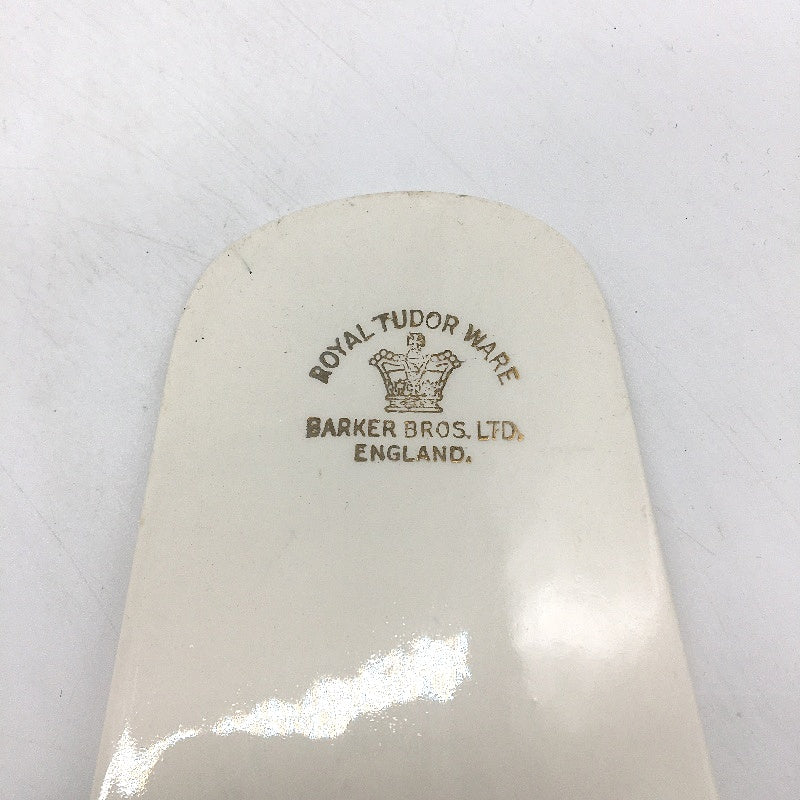 ROYAL TUDOR WARE
BARKER BROS. LTD.
ENGLAND.